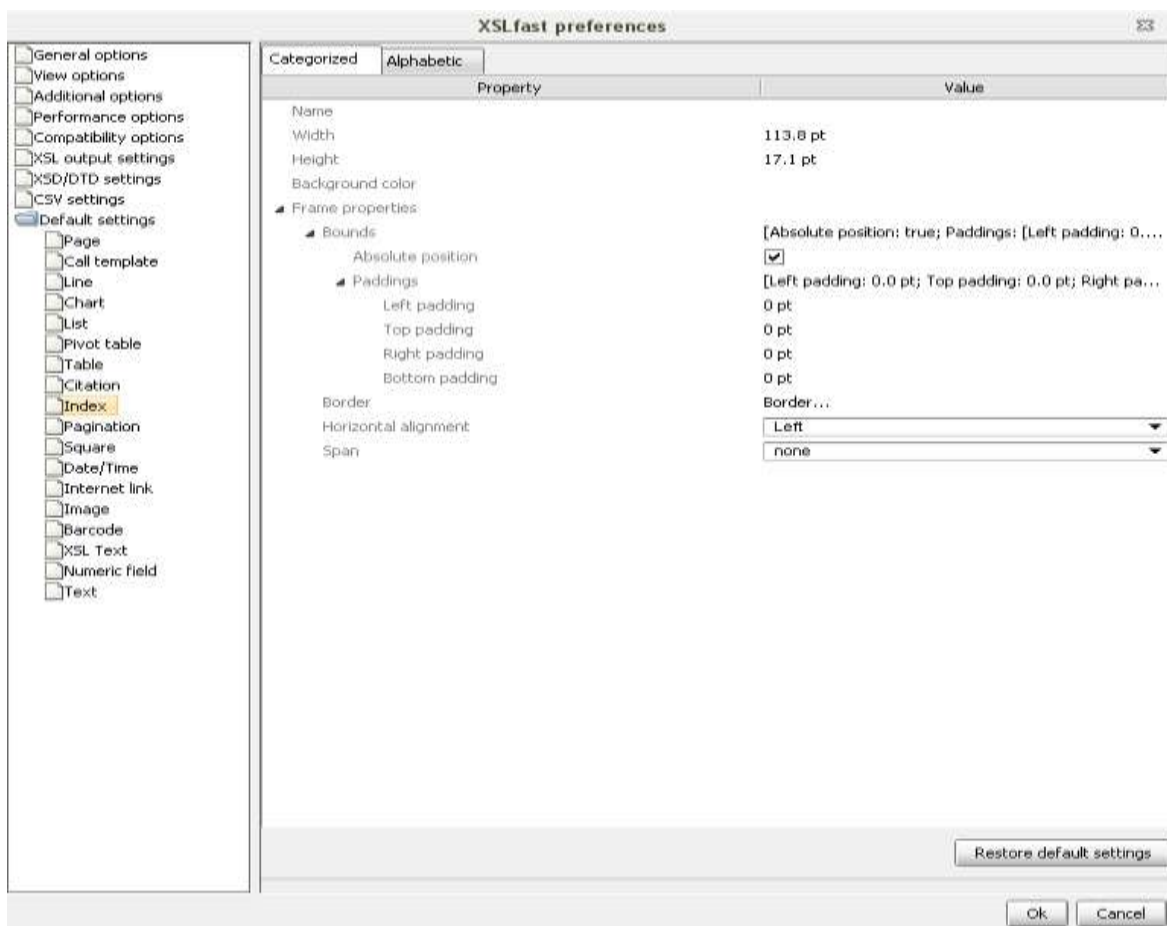 XSLfast preferences
General options
View options
Additional options
Performance options
Compatibility options
XSL output settings
XSD/DTD settings
CSV settings
Default settings
Page
Call template
Line
Chart
List
Pivot table
Table
Citation
Index
Pagination
Square
Date/Time
Internet link
Image
Barcode
XSL Text
Numeric field
Text
Categorized Alphabetic
Property Value
Name
Width 113.8 pt
Height 17.1 pt
Background color
Frame properties
Bounds [Absolute position: true; Paddings: [Left padding: 0....
Absolute position
Paddings [Left padding: 0.0 pt; Top padding: 0.0 pt; Right pa...
Left padding 0 pt
Top padding 0 pt
Right padding 0 pt
Bottom padding 0 pt
Border Border...
Horizontal alignment Left
Span none
Restore default settings
Ok Cancel